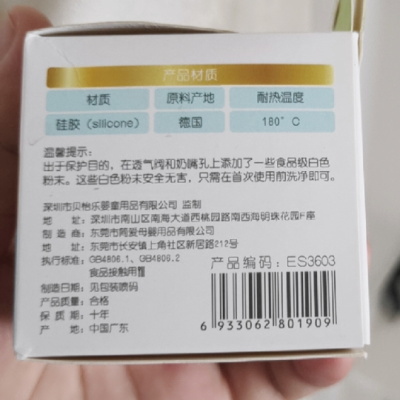 产品材质
材质 原料产地 耐热温度
硅胶（silicone） 德国 180°C
温馨提示：
出于保护目的，在透气阀和奶嘴孔上添加了一些食品级白色
粉末。这些白色粉末安全无害，只需在首次使用前洗净即可。
深圳市贝怡乐婴童用品有限公司 监制
地 址：深圳市南山区南海大道西桃园路南西海明珠花园F座
制 造 商：东莞市简爱母婴用品有限公司
地 址：东莞市长安镇上角社区新居路212号
执行标准：GB4806.1、GB4806.2
食品接触用
制造日期：见包装喷码
产品质量：合格
保 质 期：十年
产 地：中国广东
产品编码：ES3603
6 933062 801909